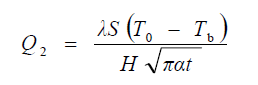 Q₂ = λS (T₀ − T_b) / H √παt